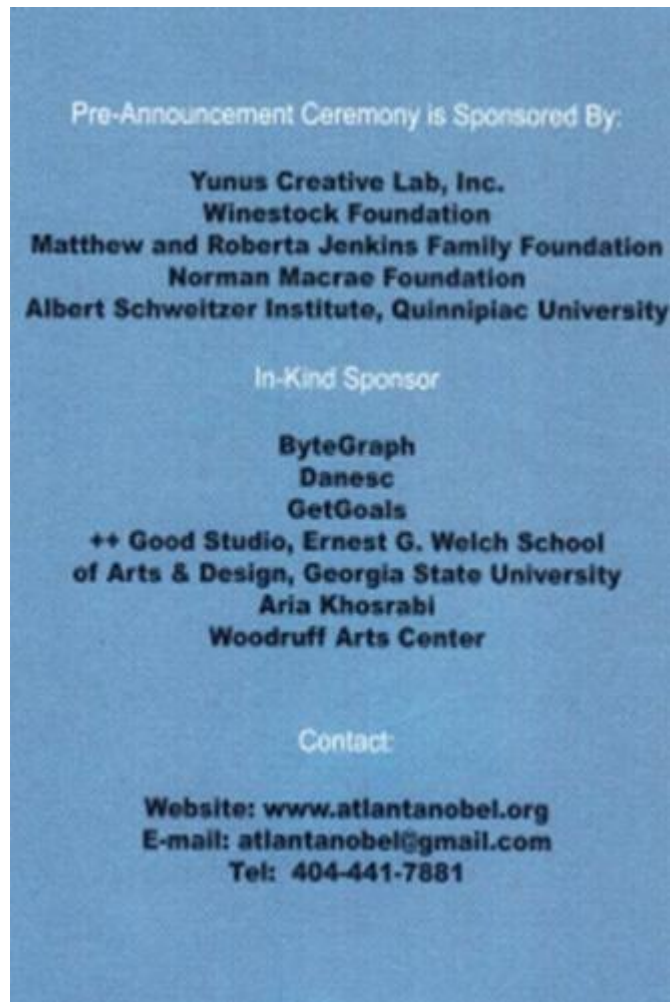 Pre-Announcement Ceremony is Sponsored By:
Yunus Creative Lab, Inc.
Winestock Foundation
Matthew and Roberta Jenkins Family Foundation
Norman Macrae Foundation
Albert Schweitzer Institute, Quinnipiac University
In-Kind Sponsor
ByteGraph
Danesc
GetGoals
++ Good Studio, Ernest G. Welch School
of Arts & Design, Georgia State University
Aria Khosrabi
Woodruff Arts Center
Contact:
Website: www.atlantanobel.org
E-mail: atlantanobel@gmail.com
Tel: 404-441-7881